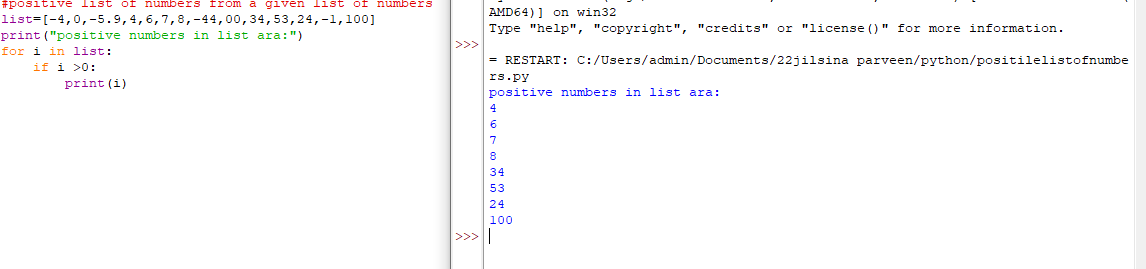 #positive list of numbers from a given list of numbers
list=[-4,0,-5.9,4,6,7,8,-44,00,34,53,24,-1,100]
print("positive numbers in list ara:")
for i in list:
    if i >0:
        print(i)
AMD64)] on win32
Type "help", "copyright", "credits" or "license()" for more information.
>>>
= RESTART: C:/Users/admin/Documents/22jilsina parveen/python/positilelistofnumbe
rs.py
positive numbers in list ara:
4
6
7
8
34
53
24
100
>>>